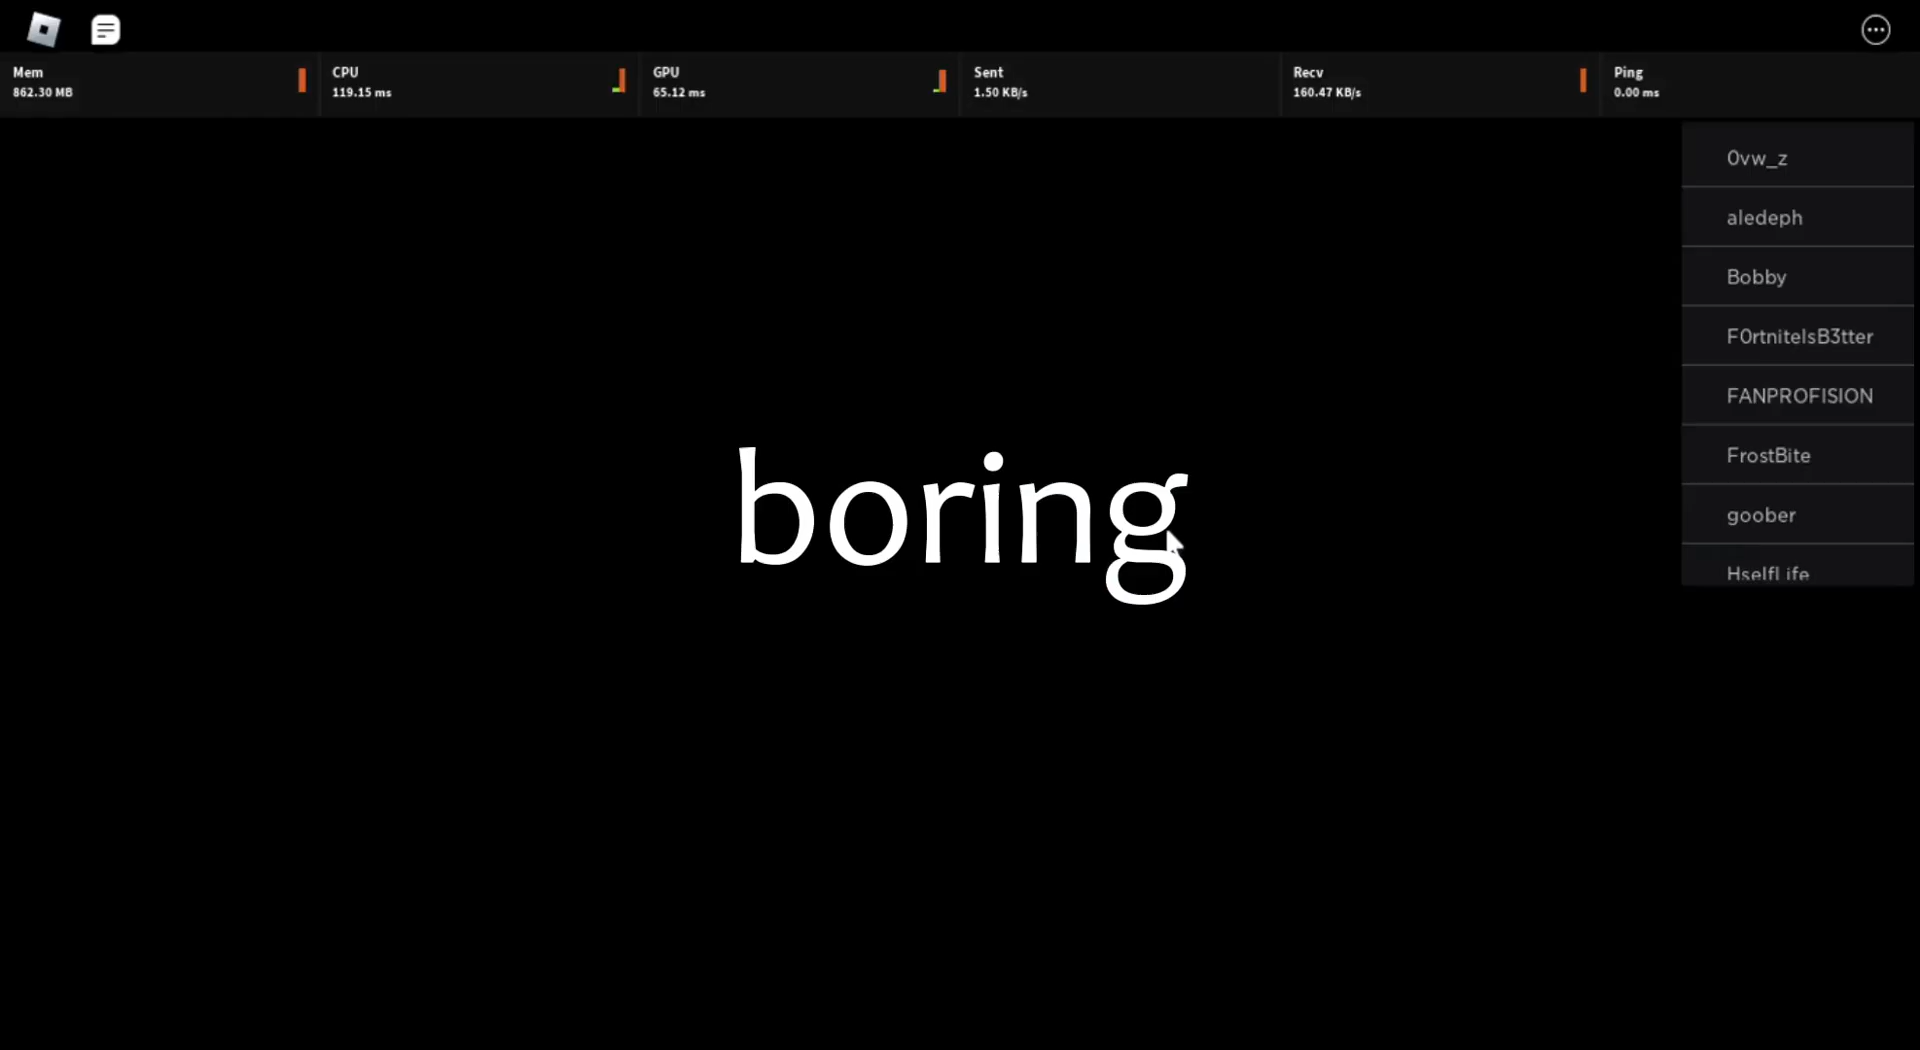 Mem
862.30 MB
CPU
119.15 ms
GPU
65.12 ms
Sent
1.50 KB/s
Recv
160.47 KB/s
Ping
0.00 ms
0vw_z
aledeph
Bobby
F0rtniteIsB3tter
FANPROFISION
FrostBite
goober
HselfLife
boring